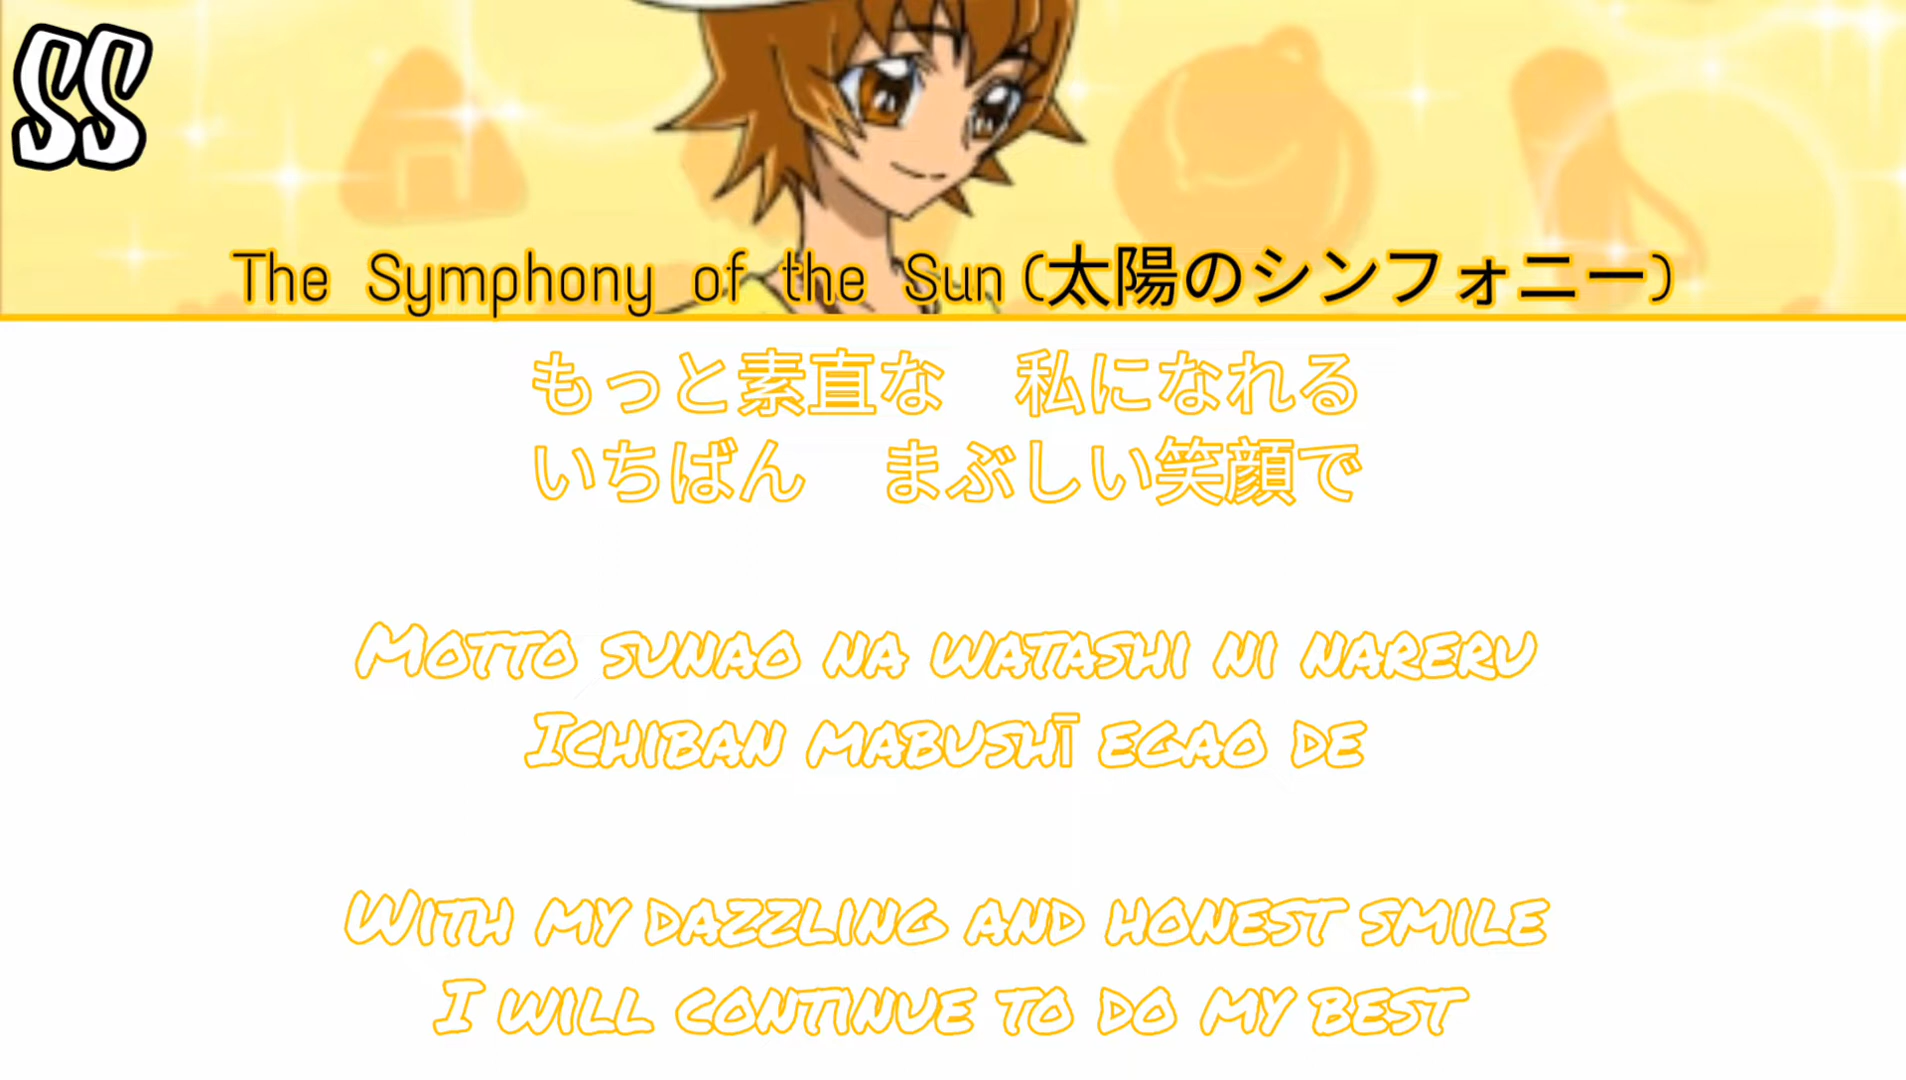 SS
The Symphony of the Sun (太陽のシンフォニー)
もっと素直な　私になれる
いちばん　まぶしい笑顔で
Motto sunao na watashi ni nareru
Ichiban mabushī egao de
With my dazzling and honest smile
I will continue to do my best